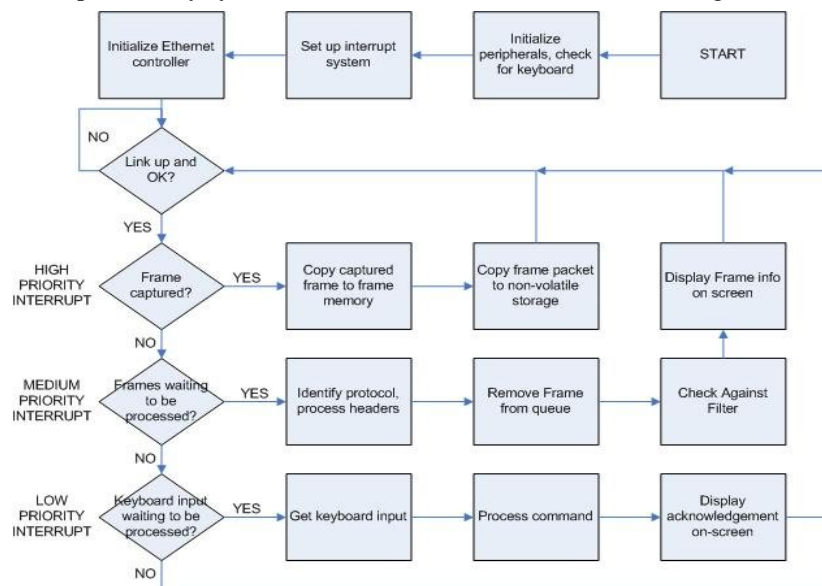 Initialize Ethernet
controller
Set up interrupt
system
Initialize
peripherals, check
for keyboard
START
NO
Link up and
OK?
YES
HIGH
PRIORITY
INTERRUPT
Frame
captured?
YES
Copy captured
frame to frame
memory
Copy frame packet
to non-volatile
storage
Display Frame info
on screen
NO
MEDIUM
PRIORITY
INTERRUPT
Frames waiting
to be
processed?
YES
Identify protocol,
process headers
Remove Frame
from queue
Check Against
Filter
NO
LOW
PRIORITY
INTERRUPT
Keyboard input
waiting to be
processed?
YES
Get keyboard input
Process command
Display
acknowledgement
on-screen
NO